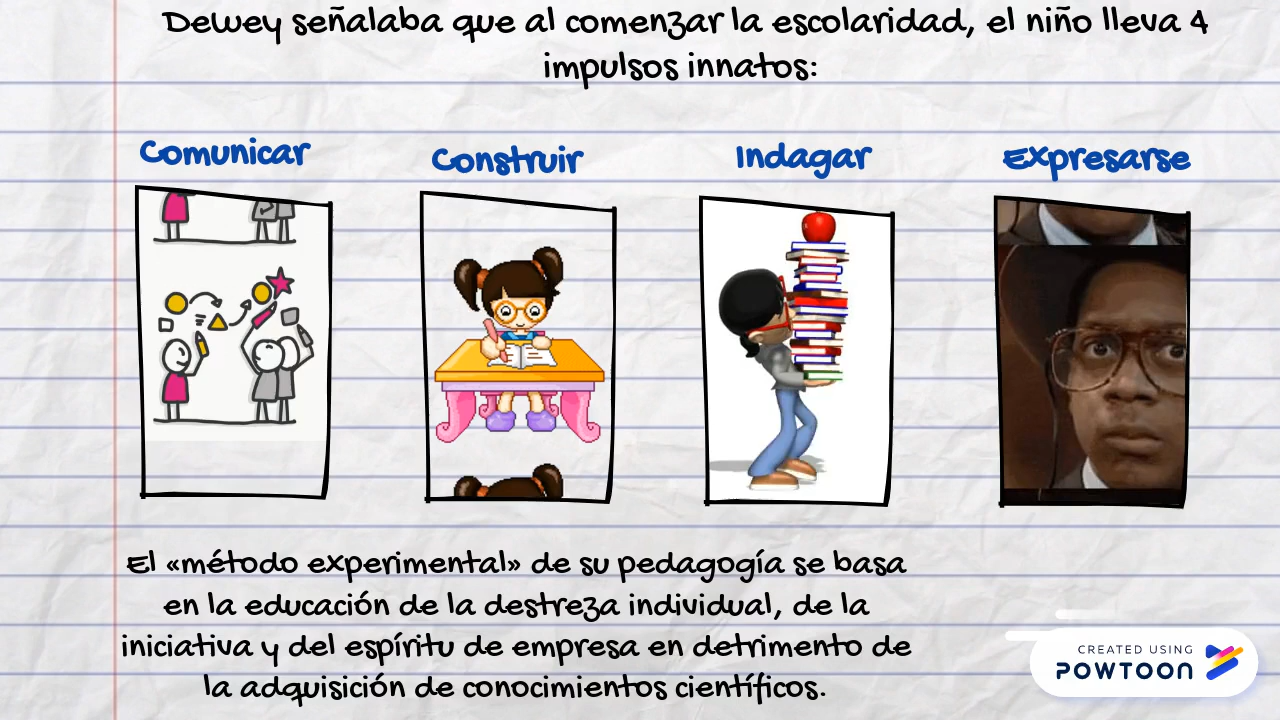 Dewey señalaba que al comenzar la escolaridad, el niño lleva 4
impulsos innatos:
Comunicar
Construir
Indagar
Expresarse
El «método experimental» de su pedagogía se basa
en la educación de la destreza individual, de la
iniciativa y del espíritu de empresa en detrimento de
la adquisición de conocimientos científicos.
CREATED USING
POWTOON